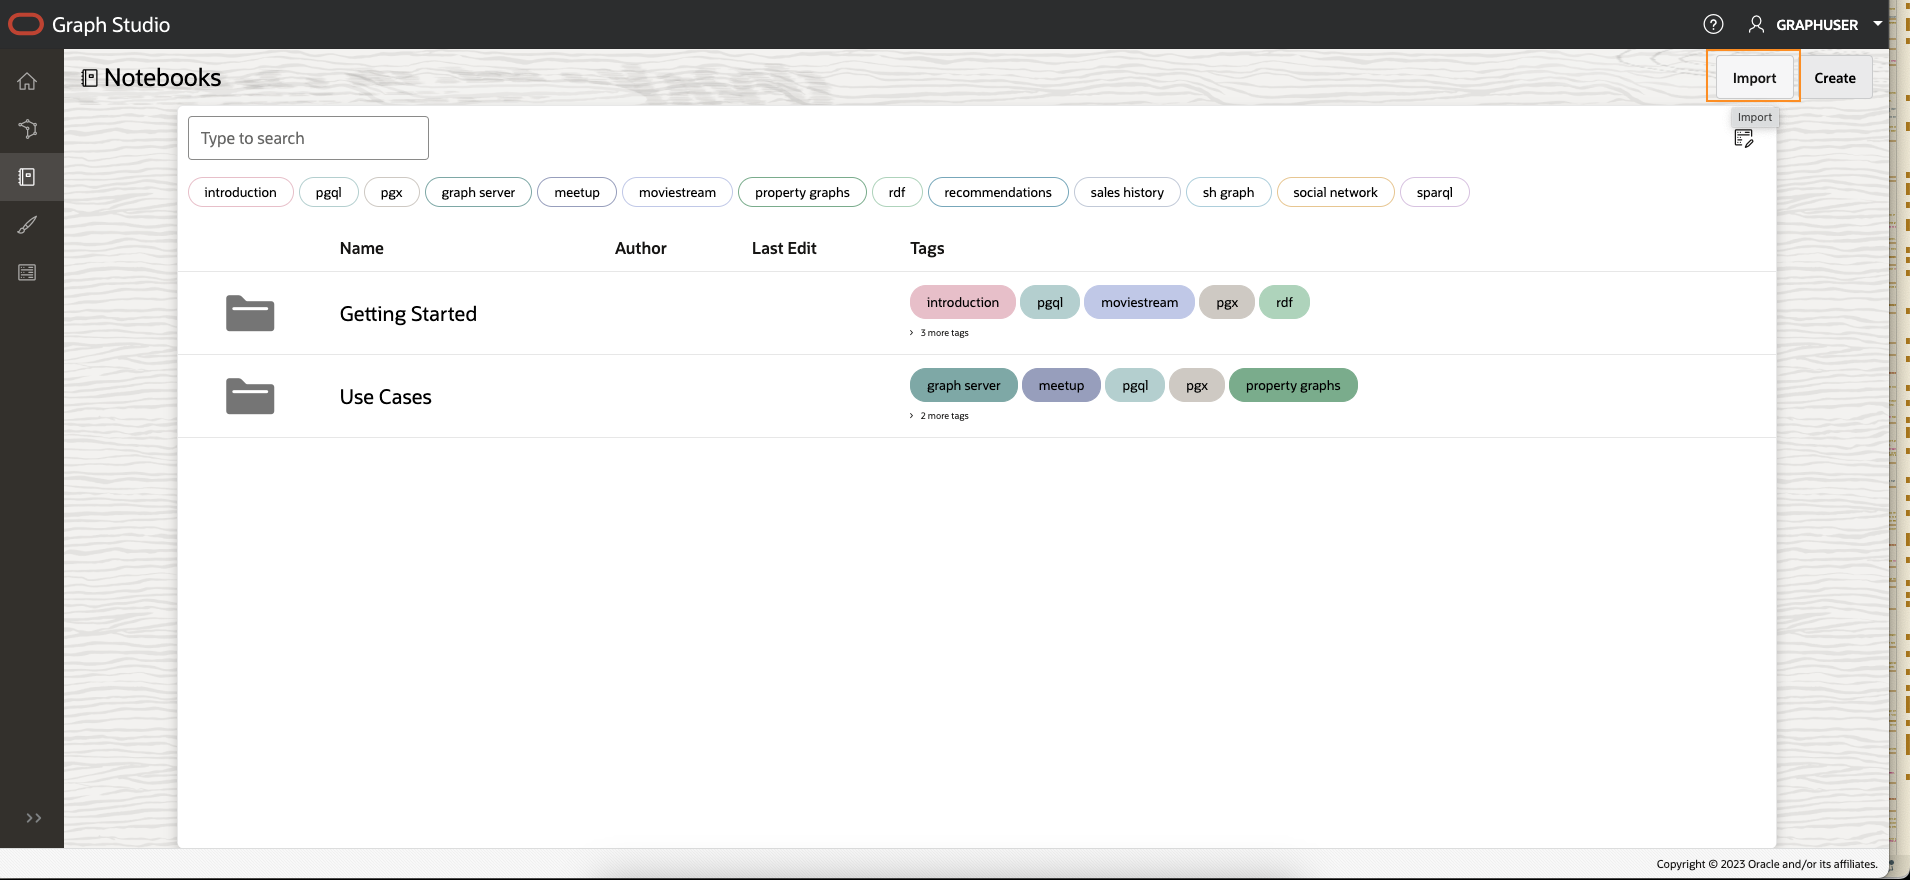 Graph Studio
GRAPHUSER
Notebooks
Import
Create
Import
Type to search
introduction pgql pgx graph server meetup moviestream property graphs rdf recommendations sales history sh graph social network sparql
Name Author Last Edit Tags
Getting Started
introduction pgql moviestream pgx rdf
3 more tags
Use Cases
graph server meetup pgql pgx property graphs
2 more tags
Copyright © 2023 Oracle and/or its affiliates.